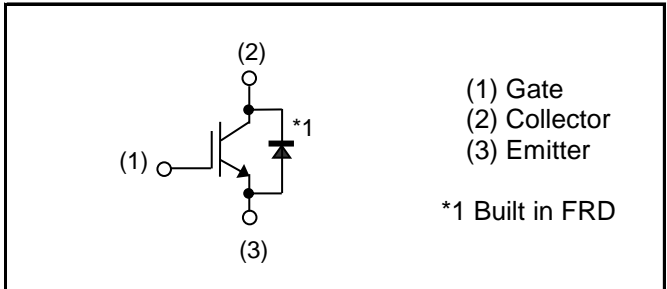 (2)
*1
(1)
(3)
(1) Gate
(2) Collector
(3) Emitter
*1 Built in FRD